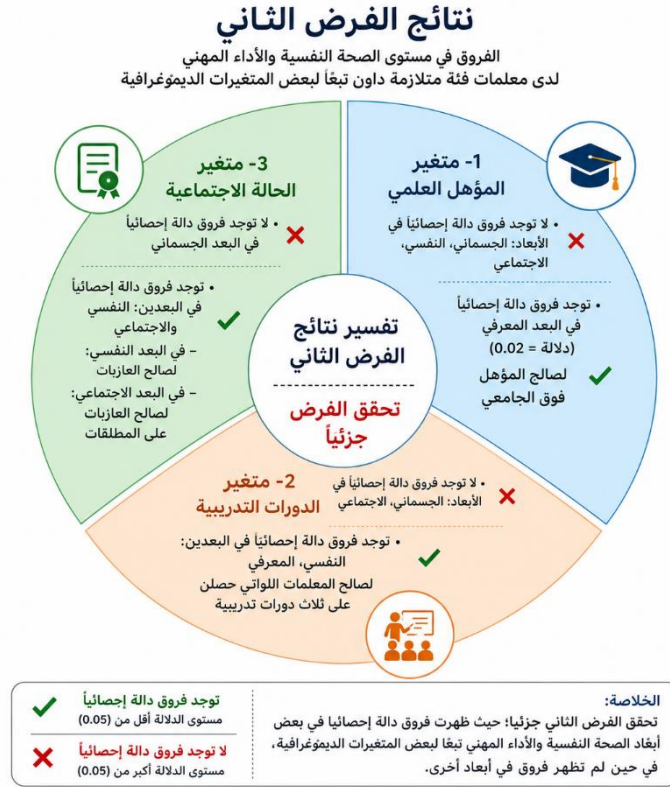 نتائج الفرض الثاني
الفروق في مستوى الصحة النفسية والأداء المهني
لدى معلمات فئة متلازمة داون تبعًا لبعض المتغيرات الديموغرافية
1- متغير
المؤهل العلمي
• لا توجد فروق دالة إحصائيًا في
الأبعاد: الجسماني، النفسي،
الاجتماعي
• توجد فروق دالة إحصائياً
في البعد المعرفي
(دلالة = 0.02)
لصالح المؤهل
فوق الجامعي
3- متغير
الحالة الاجتماعية
• لا توجد فروق دالة إحصائياً
في البعد الجسماني
• توجد فروق دالة إحصائياً
في البعدين: النفسي
والاجتماعي
– في البعد النفسي:
لصالح العازبات
– في البعد الاجتماعي:
لصالح العازبات
على المطلقات
تفسير نتائج
الفرض الثاني
تحقق الفرض
جزئياً
2- متغير
الدورات التدريبية
• لا توجد فروق دالة إحصائيًا في
الأبعاد: الجسماني، الاجتماعي
• توجد فروق دالة إحصائيًا في البعدين:
النفسي، المعرفي
لصالح المعلمات اللواتي حصلن
على ثلاث دورات تدريبية
الخلاصة:
تحقق الفرض الثاني جزئيا؛ حيث ظهرت فروق دالة إحصائيا في بعض
أبعاد الصحة النفسية والأداء المهني تبعًا لبعض المتغيرات الديموغرافية،
في حين لم تظهر فروق في أبعاد أخرى.
توجد فروق دالة إحصائياً
مستوى الدلالة أقل من (0.05)
لا توجد فروق دالة إحصائياً
مستوى الدلالة أكبر من (0.05)